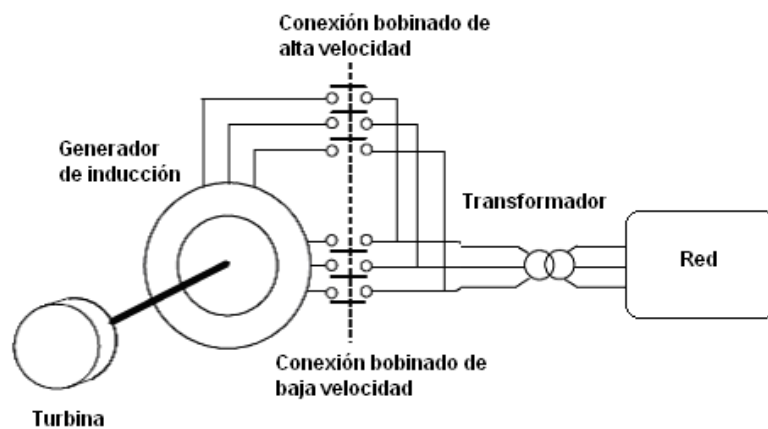 Conexión bobinado de
alta velocidad
Generador
de inducción
Transformador
Red
Conexión bobinado de
baja velocidad
Turbina